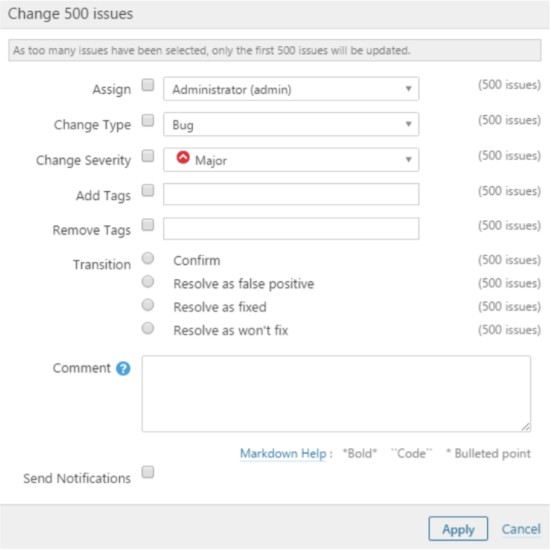 Change 500 issues
As too many issues have been selected, only the first 500 issues will be updated.
Assign Administrator (admin) (500 issues)
Change Type Bug (500 issues)
Change Severity Major (500 issues)
Add Tags (500 issues)
Remove Tags (500 issues)
Transition Confirm (500 issues)
Resolve as false positive (500 issues)
Resolve as fixed (500 issues)
Resolve as won't fix (500 issues)
Comment ?
Markdown Help : *Bold* ``Code`` * Bulleted point
Send Notifications
Apply Cancel